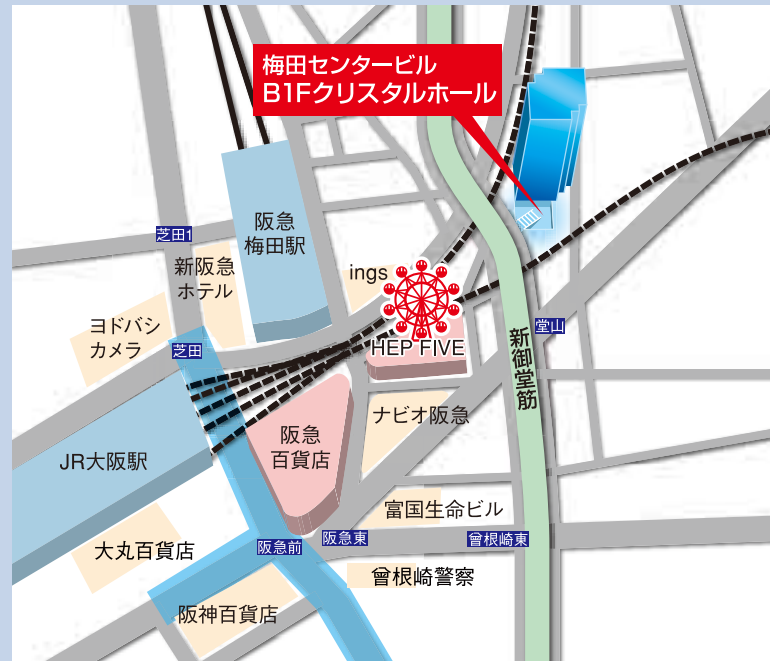 梅田センタービル
B1Fクリスタルホール
阪急
梅田駅
芝田1
新阪急
ホテル
ings
ヨドバシ
カメラ
芝田
HEP FIVE
堂山
新御堂筋
ナビオ阪急
阪急
百貨店
JR大阪駅
富国生命ビル
大丸百貨店
阪急前
阪急東
曾根崎東
曾根崎警察
阪神百貨店